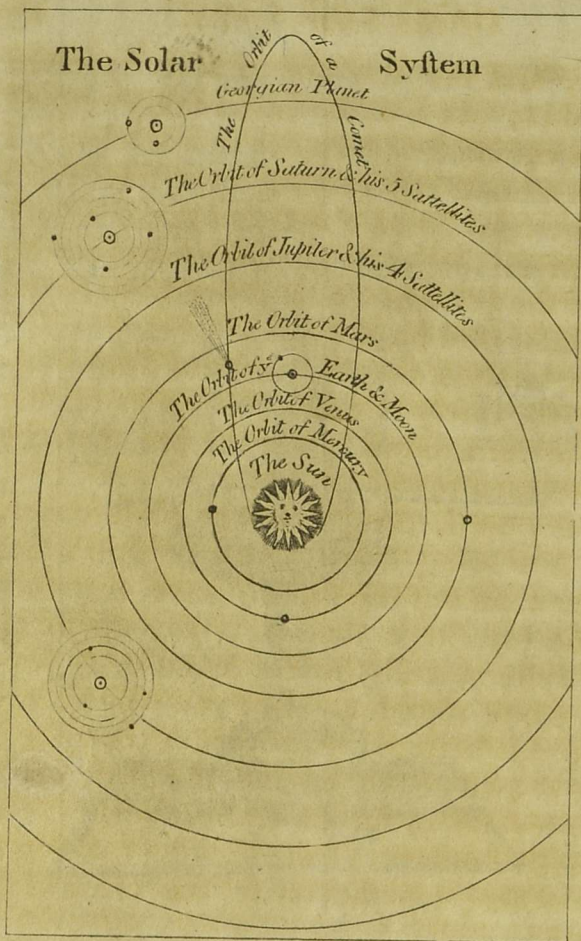 The Solar Syſtem
The Orbit of a Comet
Georgian Planet
The Orbit of Saturn & his 5 Sattellites
The Orbit of Jupiter & his 4 Sattellites
The Orbit of Mars
The Orbit of yᵉ Earth & Moon
The Orbit of Venus
The Orbit of Mercury
The Sun